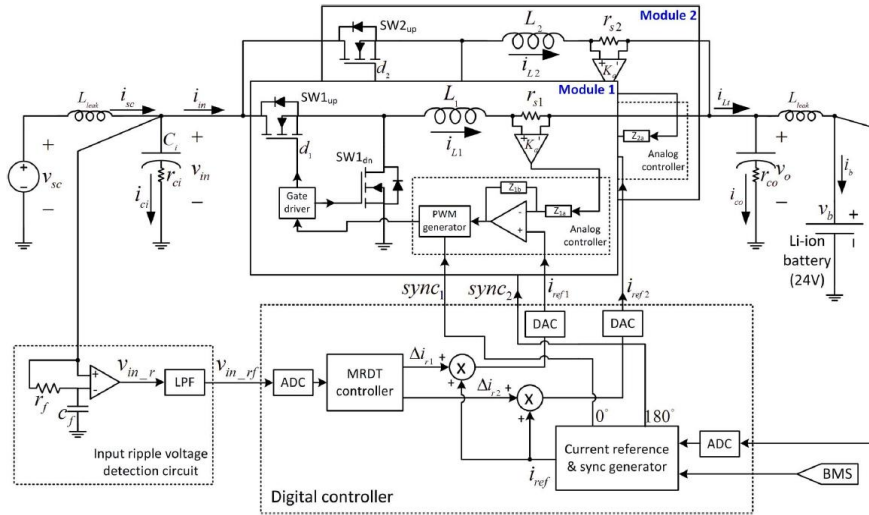 Module 2
SW2up
d2
L2
iL2
rs2
Ka
Module 1
SW1up
d1
L1
iL1
rs1
Ka
SW1dn
Gate driver
PWM generator
Z1b
Z1a
Analog controller
Z2a
Analog controller
Lleak
isc
iin
vsc
Ci
rci
ici
vin
iLt
Lleak
rco
vo
ico
ib
vb
Li-ion battery (24V)
sync1
sync2
iref1
iref2
DAC
DAC
rf
cf
vin_r
LPF
vin_rf
Input ripple voltage detection circuit
ADC
MRDT controller
Δir1
Δir2
X
X
0°
180°
iref
Current reference & sync generator
ADC
BMS
Digital controller